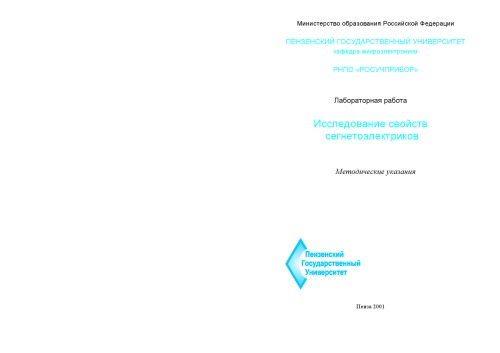 Министерство образования Российской Федерации
ПЕНЗЕНСКИЙ ГОСУДАРСТВЕННЫЙ УНИВЕРСИТЕТ
кафедра микроэлектроники
РНПО «РОСУЧПРИБОР»
Лабораторная работа
Исследование свойств
сегнетоэлектриков
Методические указания
Пензенский
Государственный
Университет
Пенза 2001